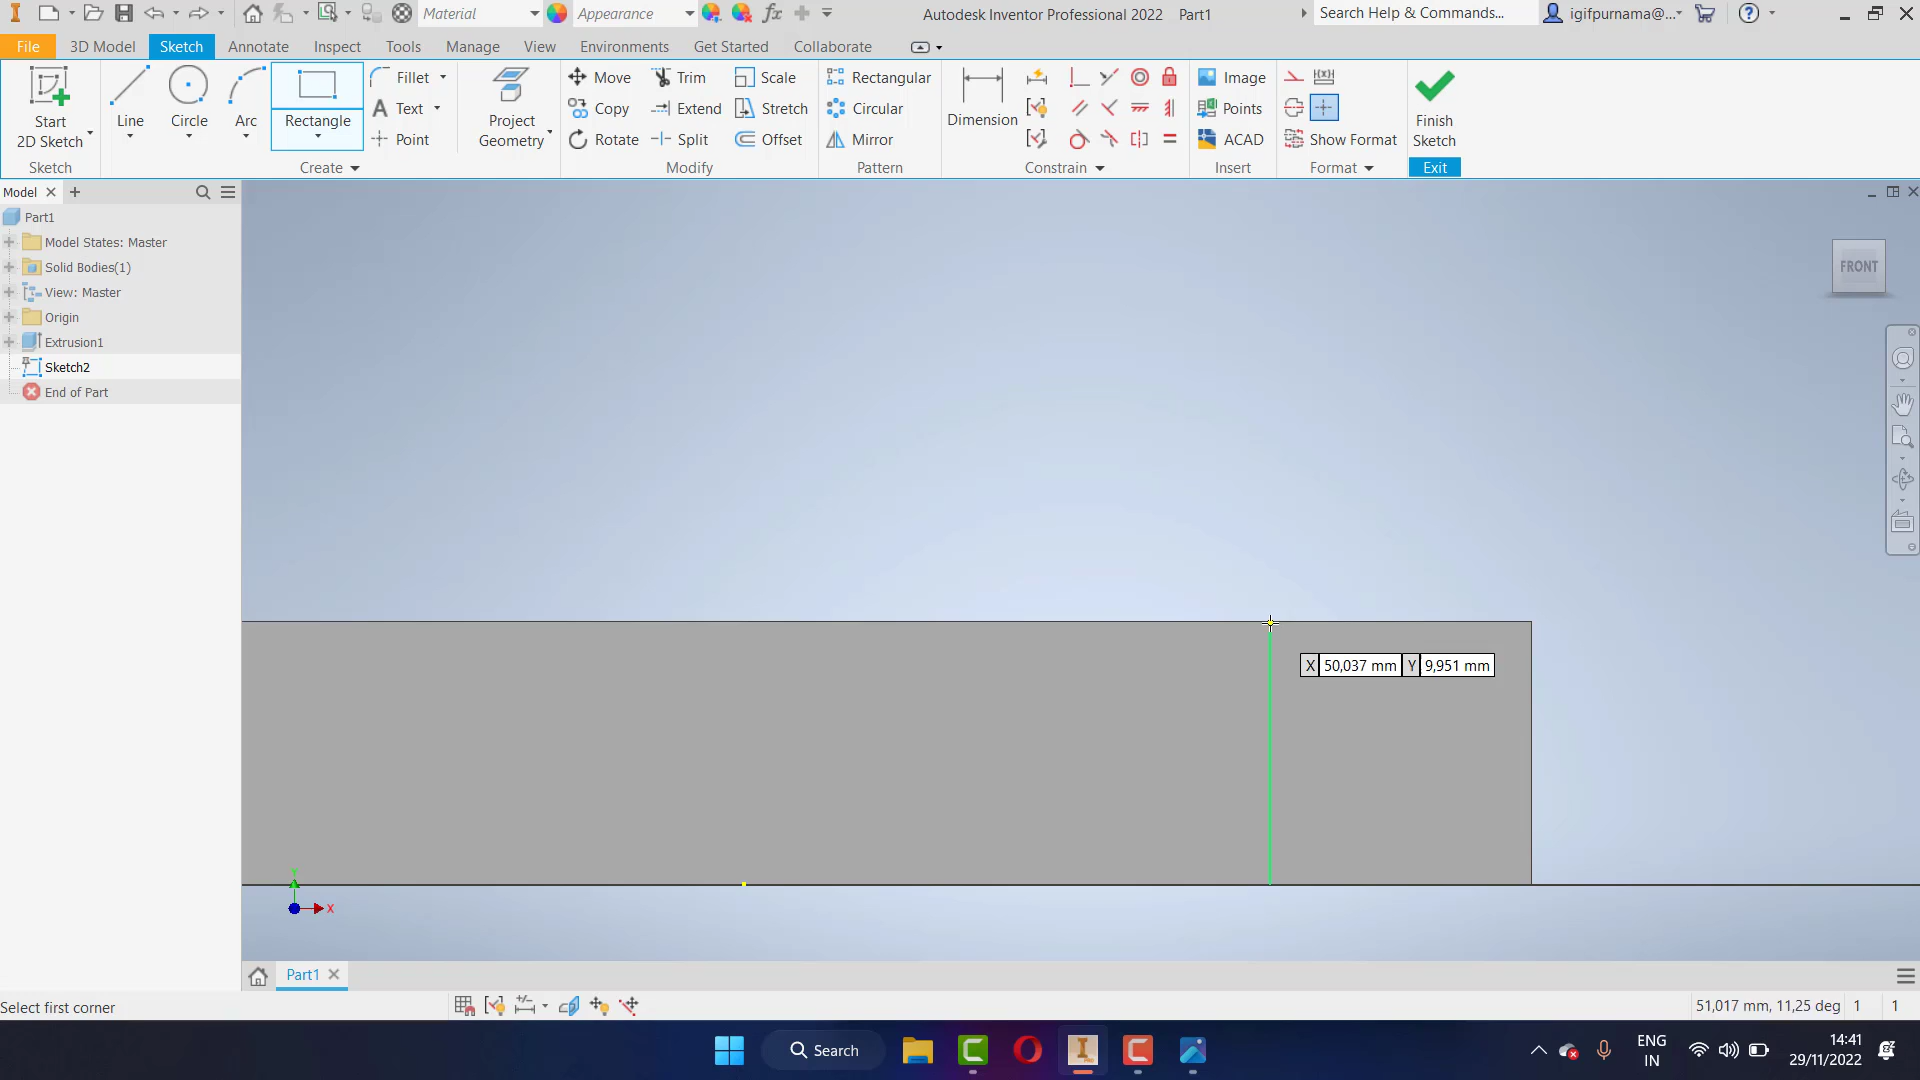 Material
Appearance
Autodesk Inventor Professional 2022 Part1
Search Help & Commands...
igifpurnama@...
File
3D Model
Sketch
Annotate
Inspect
Tools
Manage
View
Environments
Get Started
Collaborate
Start
2D Sketch
Line
Circle
Arc
Rectangle
Fillet
Text
Point
Project
Geometry
Move
Copy
Rotate
Trim
Extend
Split
Scale
Stretch
Offset
Rectangular
Circular
Mirror
Dimension
Image
Points
ACAD
Show Format
Finish
Sketch
Sketch
Create
Modify
Pattern
Constrain
Insert
Format
Exit
Model
Part1
Model States: Master
Solid Bodies(1)
View: Master
Origin
Extrusion1
Sketch2
End of Part
FRONT
X 50,037 mm Y 9,951 mm
Y
X
Part1
Select first corner
51,017 mm, 11,25 deg 1 1
Search
ENG
IN
14:41
29/11/2022